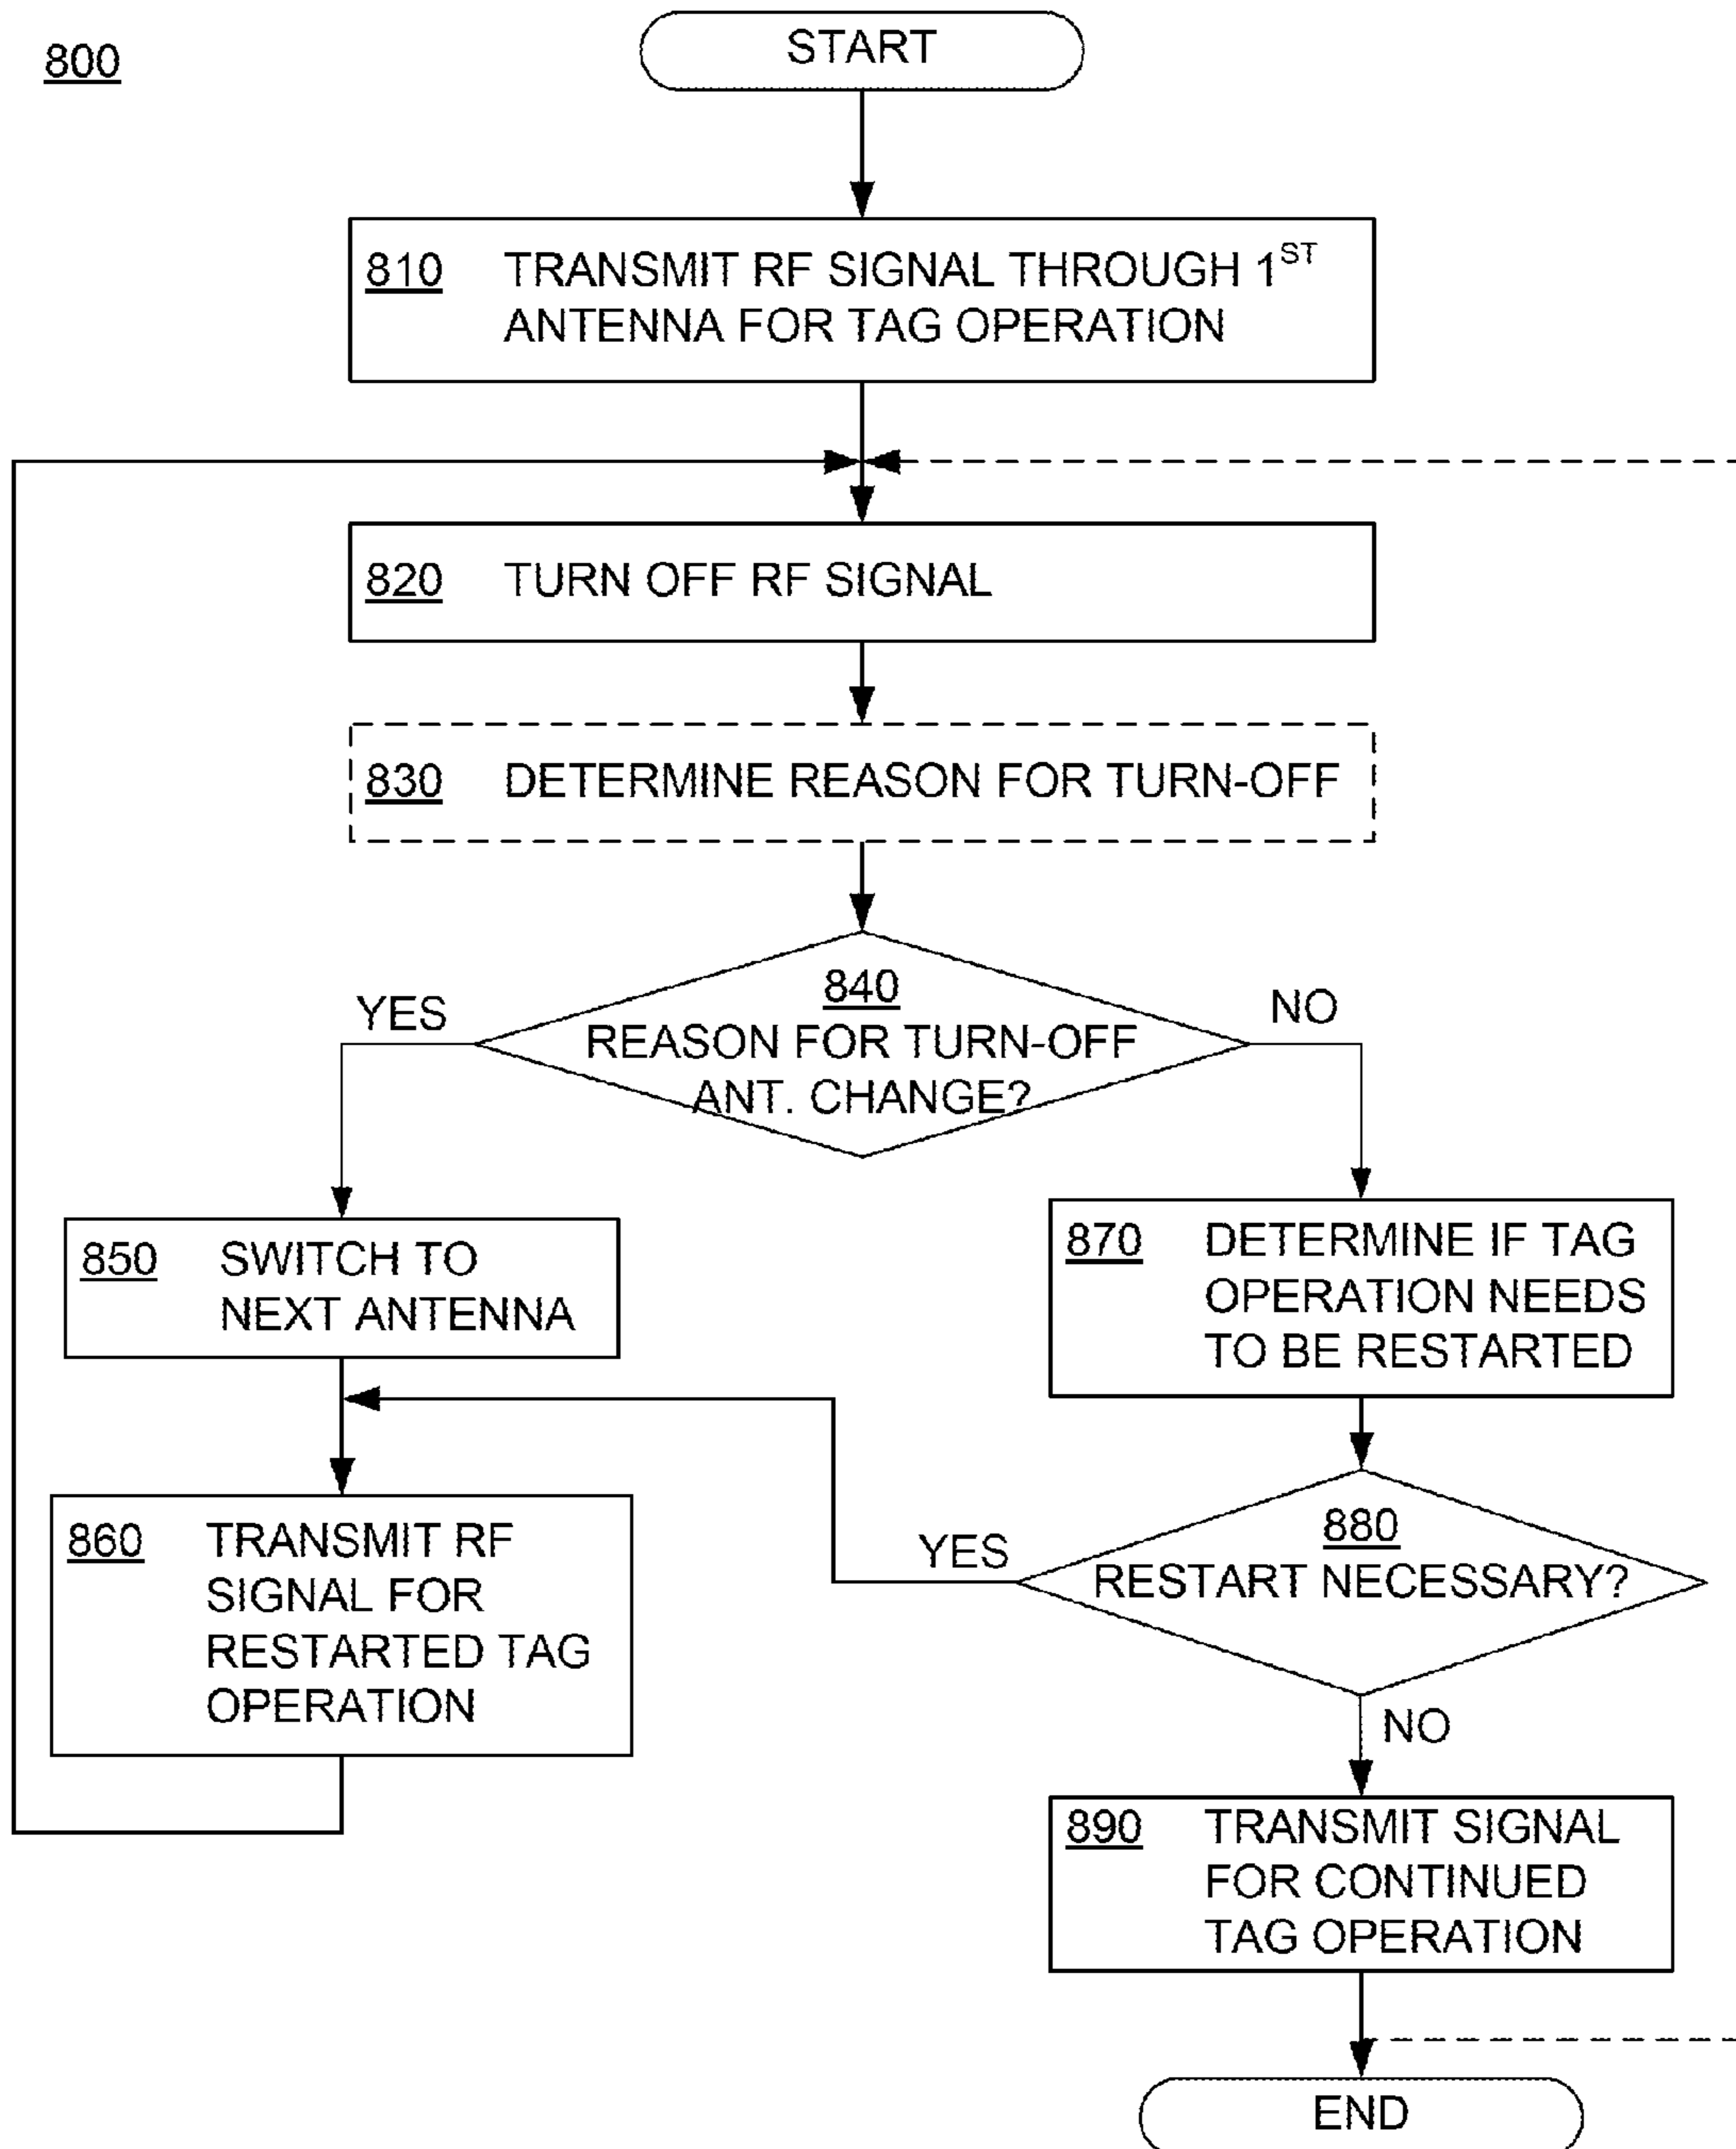 800
START
810 TRANSMIT RF SIGNAL THROUGH 1ST
ANTENNA FOR TAG OPERATION
820 TURN OFF RF SIGNAL
830 DETERMINE REASON FOR TURN-OFF
840
REASON FOR TURN-OFF
ANT. CHANGE?
YES
NO
850 SWITCH TO
NEXT ANTENNA
870 DETERMINE IF TAG
OPERATION NEEDS
TO BE RESTARTED
860 TRANSMIT RF
SIGNAL FOR
RESTARTED TAG
OPERATION
880
RESTART NECESSARY?
YES
NO
890 TRANSMIT SIGNAL
FOR CONTINUED
TAG OPERATION
END